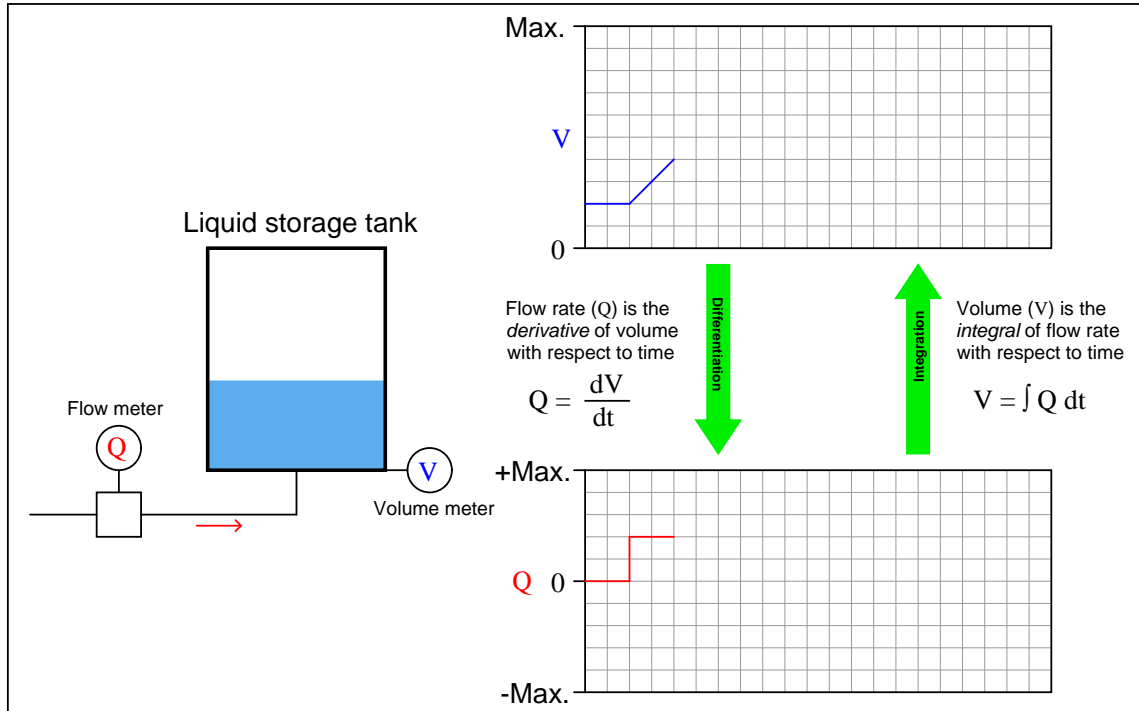 Max.
V
0
Liquid storage tank
Flow meter
Q
V
Volume meter
Flow rate (Q) is the
derivative of volume
with respect to time
Q = dV
dt
Differentiation
Integration
Volume (V) is the
integral of flow rate
with respect to time
V = ∫ Q dt
+Max.
Q 0
-Max.